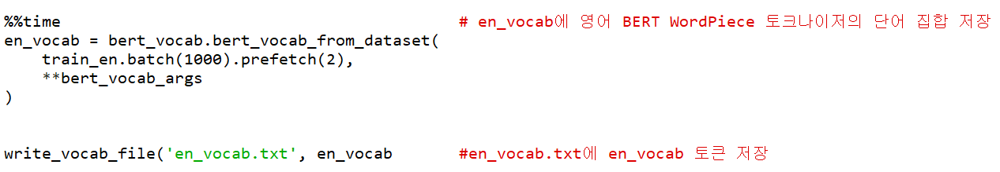 %%time # en_vocab에 영어 BERT WordPiece 토크나이저의 단어 집합 저장
en_vocab = bert_vocab.bert_vocab_from_dataset(
    train_en.batch(1000).prefetch(2),
    **bert_vocab_args
)
write_vocab_file('en_vocab.txt', en_vocab #en_vocab.txt에 en_vocab 토큰 저장